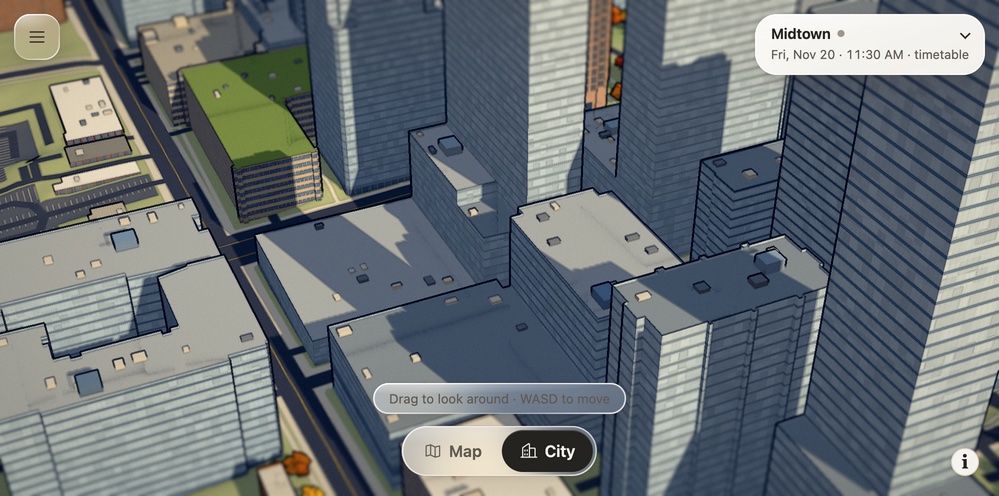 Midtown
Fri, Nov 20 · 11:30 AM · timetable
Drag to look around · WASD to move
Map
City
i